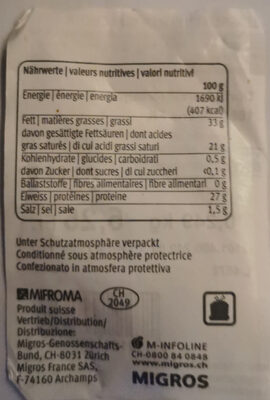 Nährwerte | valeurs nutritives | valori nutritivi
100 g
Energie | énergie | energia 1690 kJ
(407 kcal)
Fett | matières grasses | grassi 33 g
davon gesättigte Fettsäuren | dont acides
gras saturés | di cui acidi grassi saturi 21 g
Kohlenhydrate | glucides | carboidrati 0,5 g
davon Zucker | dont sucres | di cui zuccheri <0,1 g
Ballaststoffe | fibres alimentaires | fibre alimentari 0 g
Eiweiss | protéines | proteine 27 g
Salz | sel | sale 1,5 g
Unter Schutzatmosphäre verpackt
Conditionné sous atmosphère protectrice
Confezionato in atmosfera protettiva
MIFROMA
CH
2049
Produit suisse
Vertrieb/Distribution/
Distribuzione:
Migros-Genossenschafts-
Bund, CH-8031 Zürich
Migros France SAS,
F-74160 Archamps
M-INFOLINE
CH-0800 84 0848
www.migros.ch
MIGROS